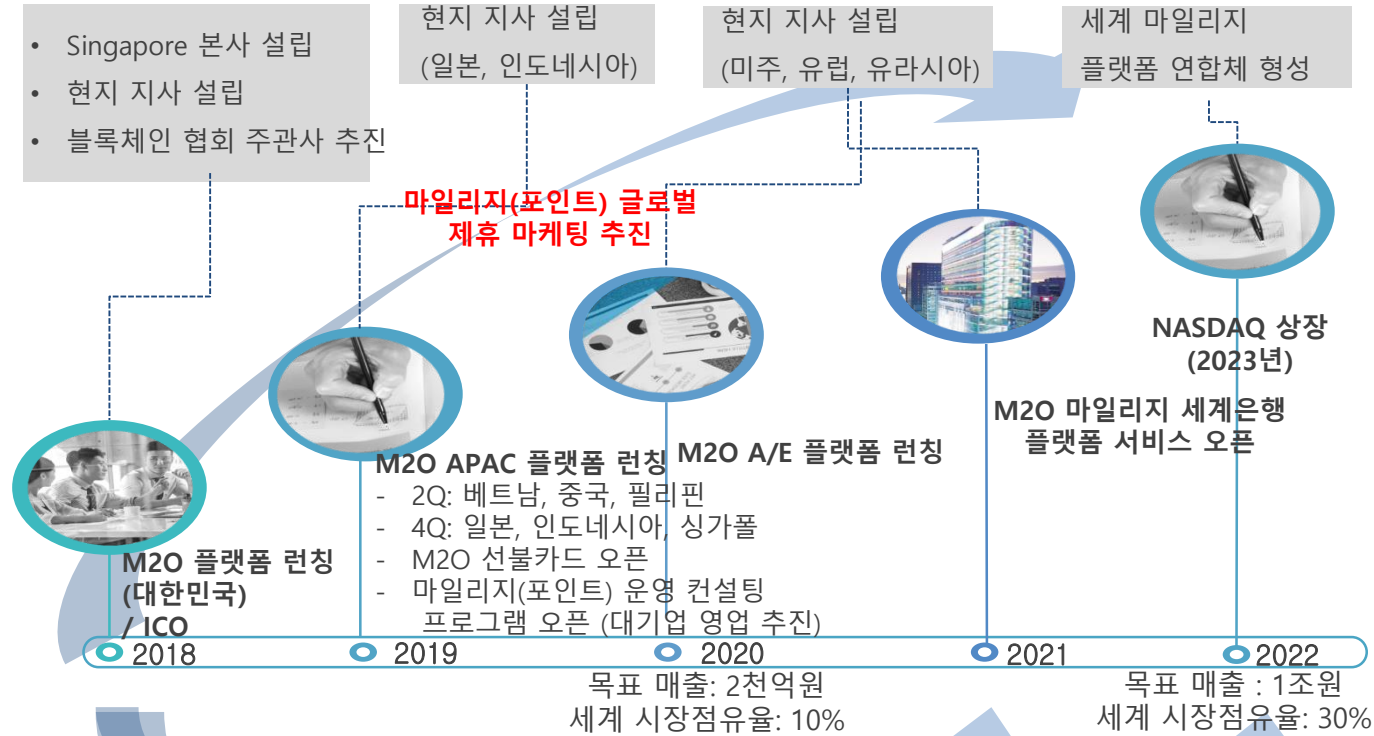 • Singapore 본사 설립
• 현지 지사 설립
• 블록체인 협회 주관사 추진
현지 지사 설립
(일본, 인도네시아)
현지 지사 설립
(미주, 유럽, 유라시아)
세계 마일리지
플랫폼 연합체 형성
마일리지(포인트) 글로벌
제휴 마케팅 추진
M2O 플랫폼 런칭
(대한민국)
/ ICO
M2O APAC 플랫폼 런칭
- 2Q: 베트남, 중국, 필리핀
- 4Q: 일본, 인도네시아, 싱가폴
- M2O 선불카드 오픈
- 마일리지(포인트) 운영 컨설팅
프로그램 오픈 (대기업 영업 추진)
M2O A/E 플랫폼 런칭
M2O 마일리지 세계은행
플랫폼 서비스 오픈
NASDAQ 상장
(2023년)
2018
2019
2020
2021
2022
목표 매출: 2천억원
세계 시장점유율: 10%
목표 매출 : 1조원
세계 시장점유율: 30%